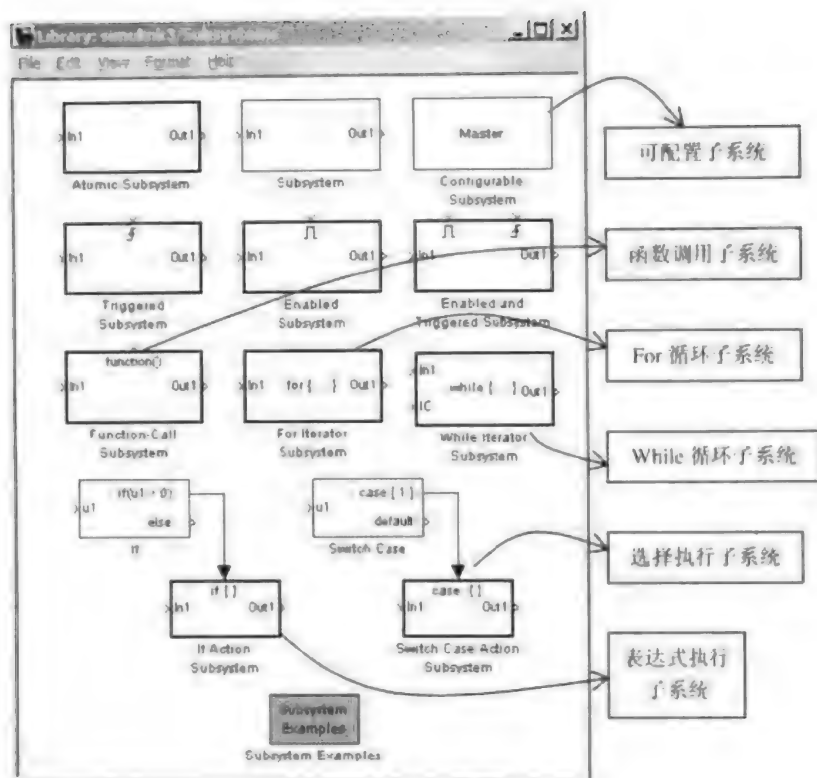 Library: simulink3/Subsystems
File Edit View Format Help
In1 Out1
Atomic Subsystem
In1 Out1
Subsystem
Master
Configurable
Subsystem
可配置子系统
In1 Out1
Triggered
Subsystem
In1 Out1
Enabled
Subsystem
In1 Out1
Enabled and
Triggered Subsystem
函数调用子系统
function()
In1 Out1
Function-Call
Subsystem
In1 for { } Out1
For Iterator
Subsystem
In1
while { } Out1
IC
While Iterator
Subsystem
For 循环子系统
While 循环子系统
u1
else
If
case [ 1 ]
u1
default
Switch Case
选择执行子系统
if { }
In1 Out1
If Action
Subsystem
case { }
In1 Out1
Switch Case Action
Subsystem
表达式执行
子系统
Subsystem
Examples
Subsystem Examples